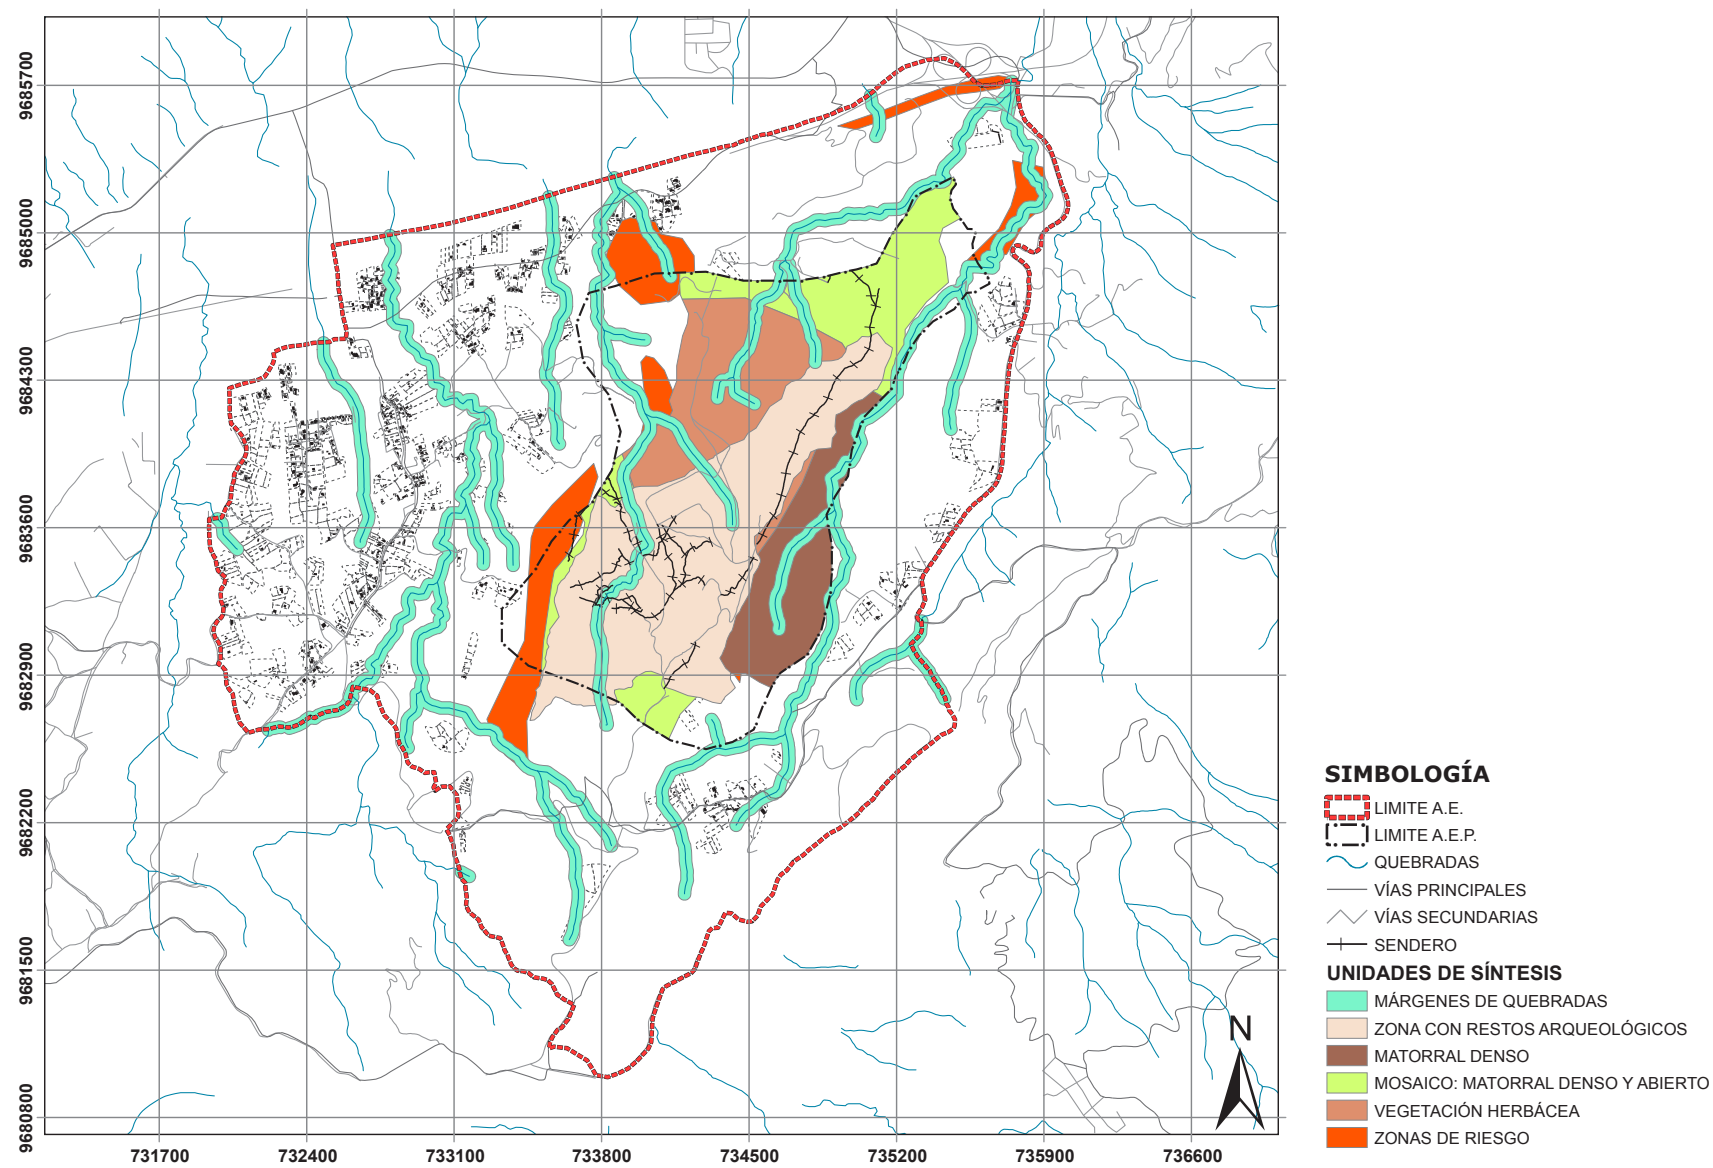 9685700
9685000
9684300
9683600
9682900
9682200
9681500
9680800
731700 732400 733100 733800 734500 735200 735900 736600
N
SIMBOLOGÍA
LIMITE A.E.
LIMITE A.E.P.
QUEBRADAS
VÍAS PRINCIPALES
VÍAS SECUNDARIAS
SENDERO
UNIDADES DE SÍNTESIS
MÁRGENES DE QUEBRADAS
ZONA CON RESTOS ARQUEOLÓGICOS
MATORRAL DENSO
MOSAICO: MATORRAL DENSO Y ABIERTO
VEGETACIÓN HERBÁCEA
ZONAS DE RIESGO